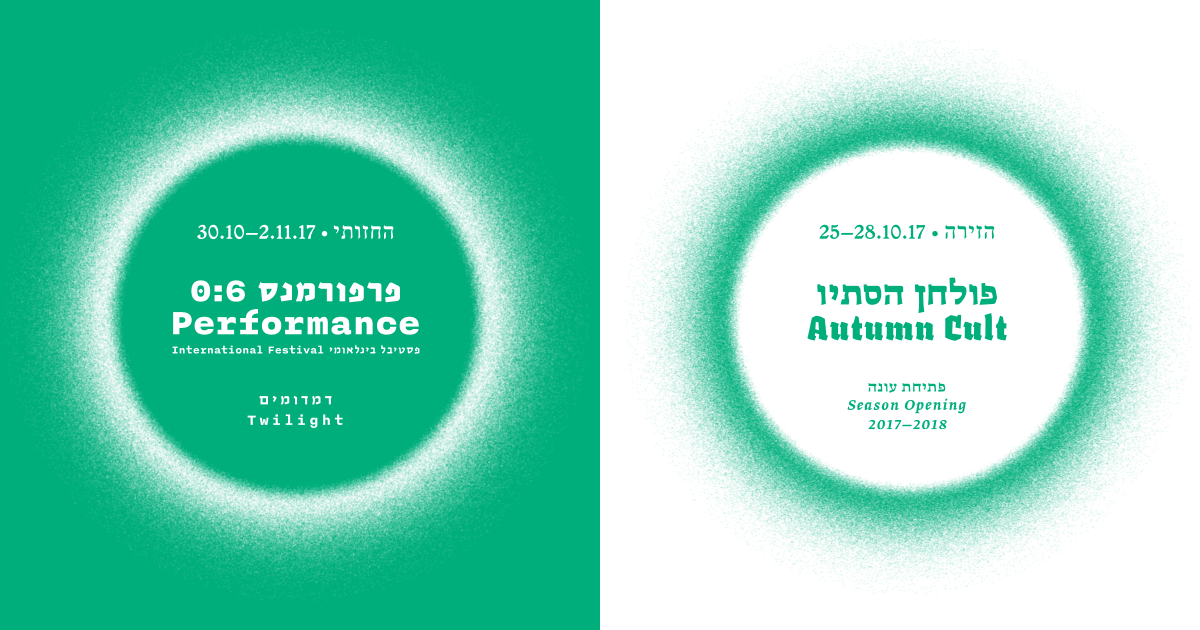 החזותי • 30.10–2.11.17
פרפורמנס 0:6
Performance
International Festival פסטיבל בינלאומי
דמדומים
Twilight
הזירה • 25–28.10.17
פולחן הסתיו
Autumn Cult
פתיחת עונה
Season Opening
2017–2018